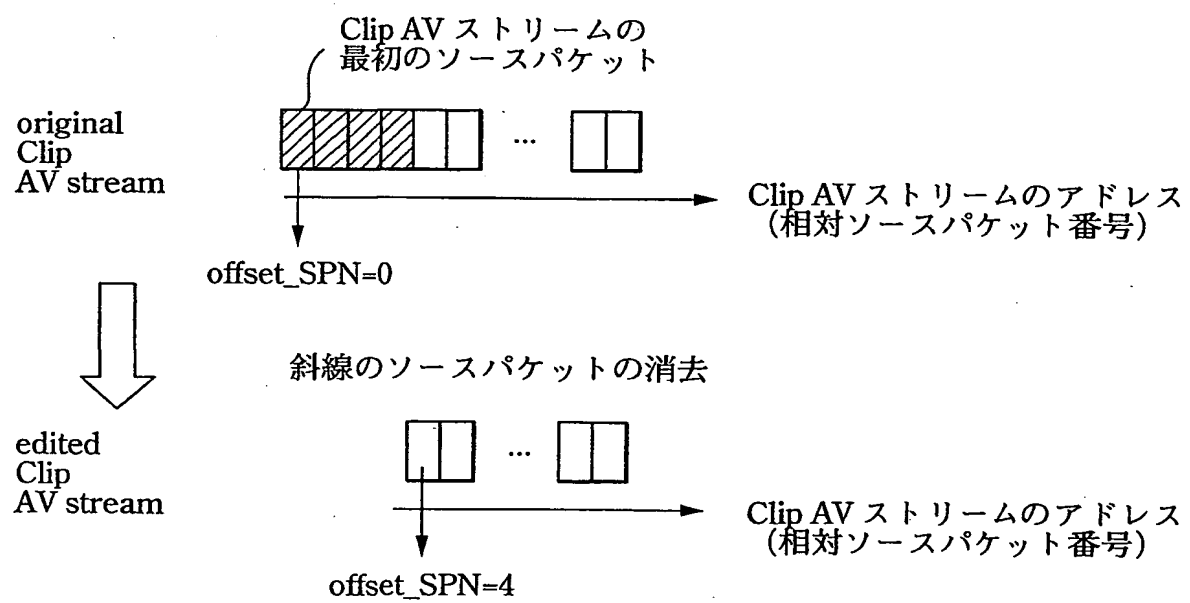 Clip AV ストリームの
最初のソースパケット
original
Clip
AV stream
...
Clip AV ストリームのアドレス
(相対ソースパケット番号)
offset_SPN=0
斜線のソースパケットの消去
edited
Clip
AV stream
...
Clip AV ストリームのアドレス
(相対ソースパケット番号)
offset_SPN=4